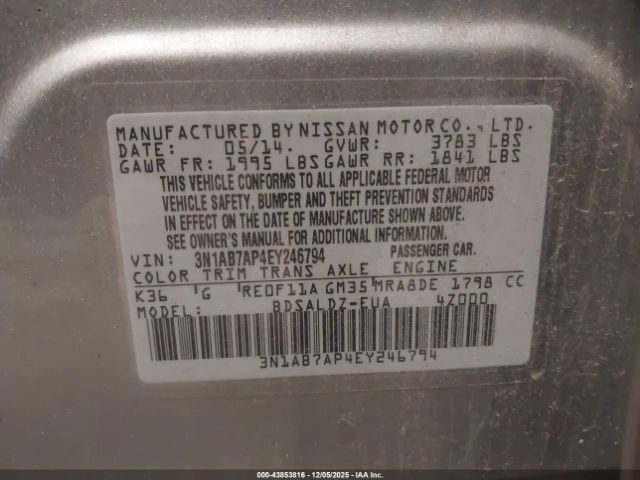 MANUFACTURED BY NISSAN MOTOR CO., LTD.
DATE: 05/14. GVWR: 3783 LBS
GAWR FR: 1995 LBS GAWR RR: 1841 LBS
THIS VEHICLE CONFORMS TO ALL APPLICABLE FEDERAL MOTOR
VEHICLE SAFETY, BUMPER AND THEFT PREVENTION STANDARDS
IN EFFECT ON THE DATE OF MANUFACTURE SHOWN ABOVE.
SEE OWNER'S MANUAL FOR ADDITIONAL INFORMATION.
VIN: 3N1AB7AP4EY246794 PASSENGER CAR.
COLOR TRIM TRANS AXLE ENGINE
K36 'G 'RE0F11A GM35 'MRA8DE 1798 CC
MODEL: BDSALDZ-EUA 4Z000
3N1AB7AP4EY246794
000-43853816 - 12/05/2025 - IAA Inc.